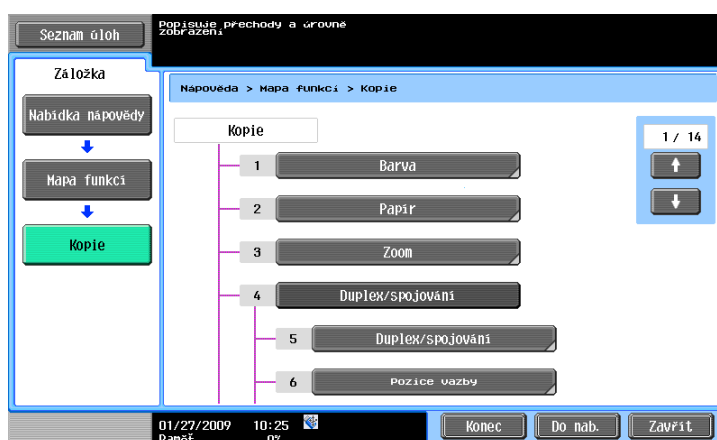 Seznam úloh
Popisuje přechody a úrovně
zobrazení
Záložka
Nápověda > Mapa funkcí > Kopie
Nabídka nápovědy
Mapa funkcí
Kopie
Kopie
1 / 14
1 Barva
2 Papír
3 Zoom
4 Duplex/spojování
5 Duplex/spojování
6 Pozice vazby
01/27/2009 10:25
Paměť 0%
Konec
Do nab.
Zavřít